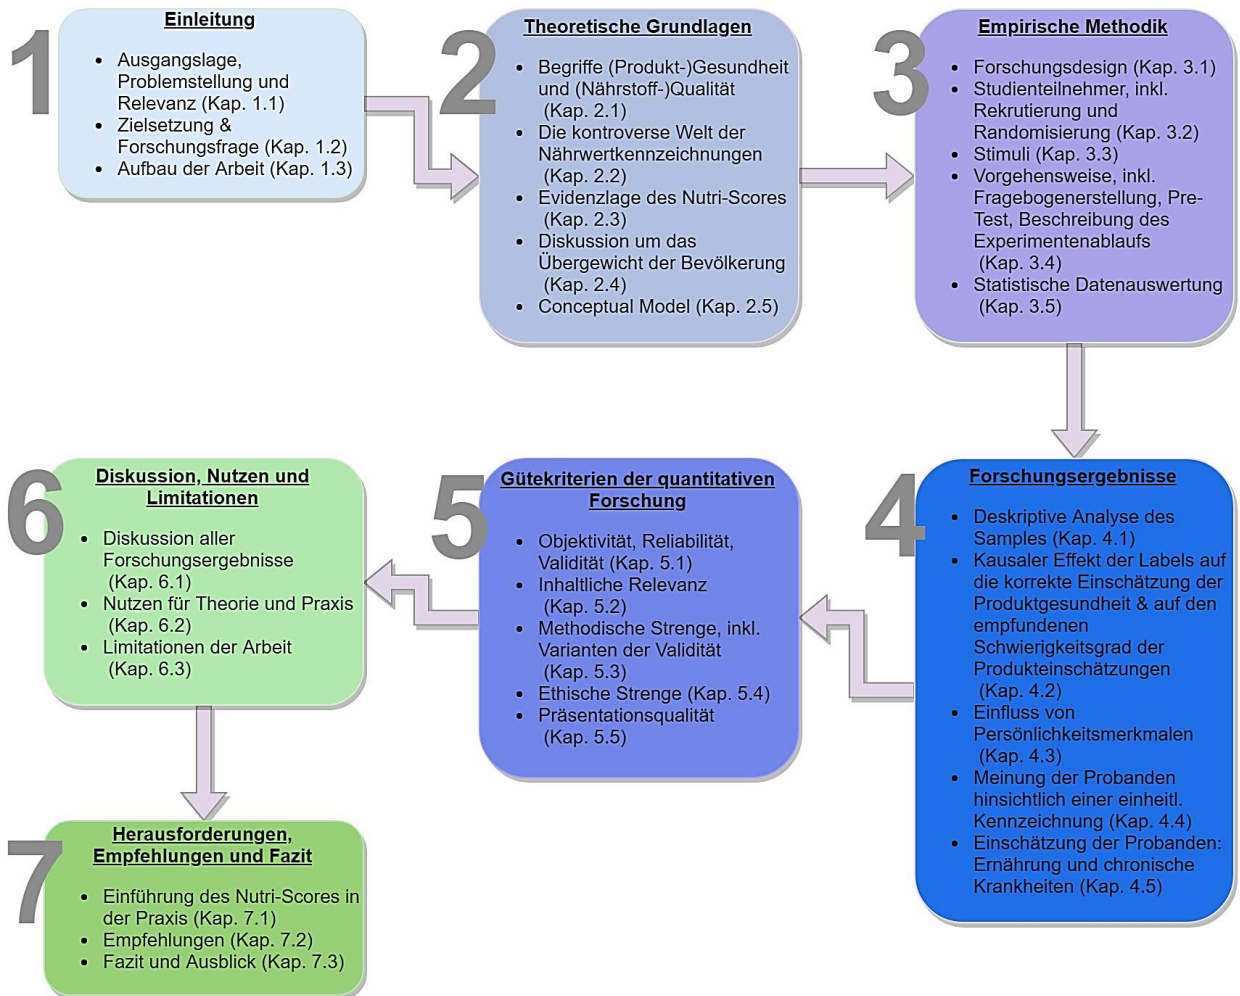 1
Einleitung
• Ausgangslage,
Problemstellung und
Relevanz (Kap. 1.1)
• Zielsetzung &
Forschungsfrage (Kap. 1.2)
• Aufbau der Arbeit (Kap. 1.3)
2
Theoretische Grundlagen
• Begriffe (Produkt-)Gesundheit
und (Nährstoff-)Qualität
(Kap. 2.1)
• Die kontroverse Welt der
Nährwertkennzeichnungen
(Kap. 2.2)
• Evidenzlage des Nutri-Scores
(Kap. 2.3)
• Diskussion um das
Übergewicht der Bevölkerung
(Kap. 2.4)
• Conceptual Model (Kap. 2.5)
3
Empirische Methodik
• Forschungsdesign (Kap. 3.1)
• Studienteilnehmer, inkl.
Rekrutierung und
Randomisierung (Kap. 3.2)
• Stimuli (Kap. 3.3)
• Vorgehensweise, inkl.
Fragebogenerstellung, Pre-
Test, Beschreibung des
Experimentenablaufs
(Kap. 3.4)
• Statistische Datenauswertung
(Kap. 3.5)
4
Forschungsergebnisse
• Deskriptive Analyse des
Samples (Kap. 4.1)
• Kausaler Effekt der Labels auf
die korrekte Einschätzung der
Produktgesundheit & auf den
empfundenen
Schwierigkeitsgrad der
Produkteinschätzungen
(Kap. 4.2)
• Einfluss von
Persönlichkeitsmerkmalen
(Kap. 4.3)
• Meinung der Probanden
hinsichtlich einer einheitl.
Kennzeichnung (Kap. 4.4)
• Einschätzung der Probanden:
Ernährung und chronische
Krankheiten (Kap. 4.5)
5
Gütekriterien der quantitativen
Forschung
• Objektivität, Reliabilität,
Validität (Kap. 5.1)
• Inhaltliche Relevanz
(Kap. 5.2)
• Methodische Strenge, inkl.
Varianten der Validität
(Kap. 5.3)
• Ethische Strenge (Kap. 5.4)
• Präsentationsqualität
(Kap. 5.5)
6
Diskussion, Nutzen und
Limitationen
• Diskussion aller
Forschungsergebnisse
(Kap. 6.1)
• Nutzen für Theorie und Praxis
(Kap. 6.2)
• Limitationen der Arbeit
(Kap. 6.3)
7
Herausforderungen,
Empfehlungen und Fazit
• Einführung des Nutri-Scores in
der Praxis (Kap. 7.1)
• Empfehlungen (Kap. 7.2)
• Fazit und Ausblick (Kap. 7.3)